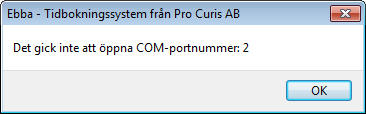 Ebba - Tidbokningssystem från Pro Curis AB
Det gick inte att öppna COM-portnummer: 2
OK